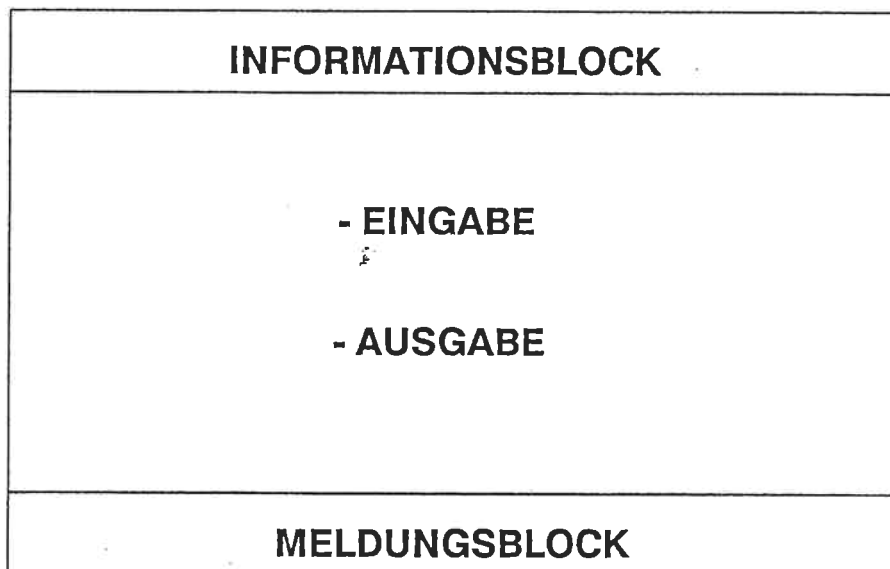 INFORMATIONSBLOCK
- EINGABE
- AUSGABE
MELDUNGSBLOCK